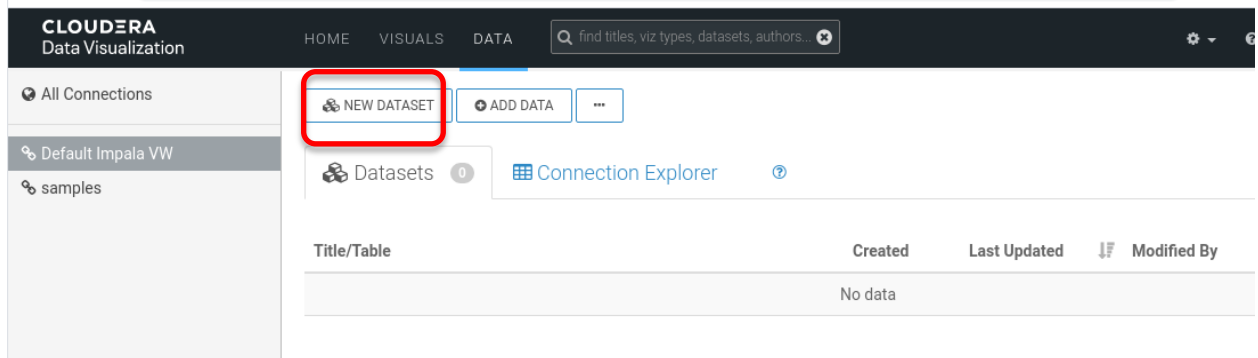 CLOUDERA
Data Visualization
HOME VISUALS DATA find titles, viz types, datasets, authors...
All Connections
NEW DATASET ADD DATA ...
Default Impala VW
Datasets 0 Connection Explorer ?
samples
Title/Table Created Last Updated Modified By
No data